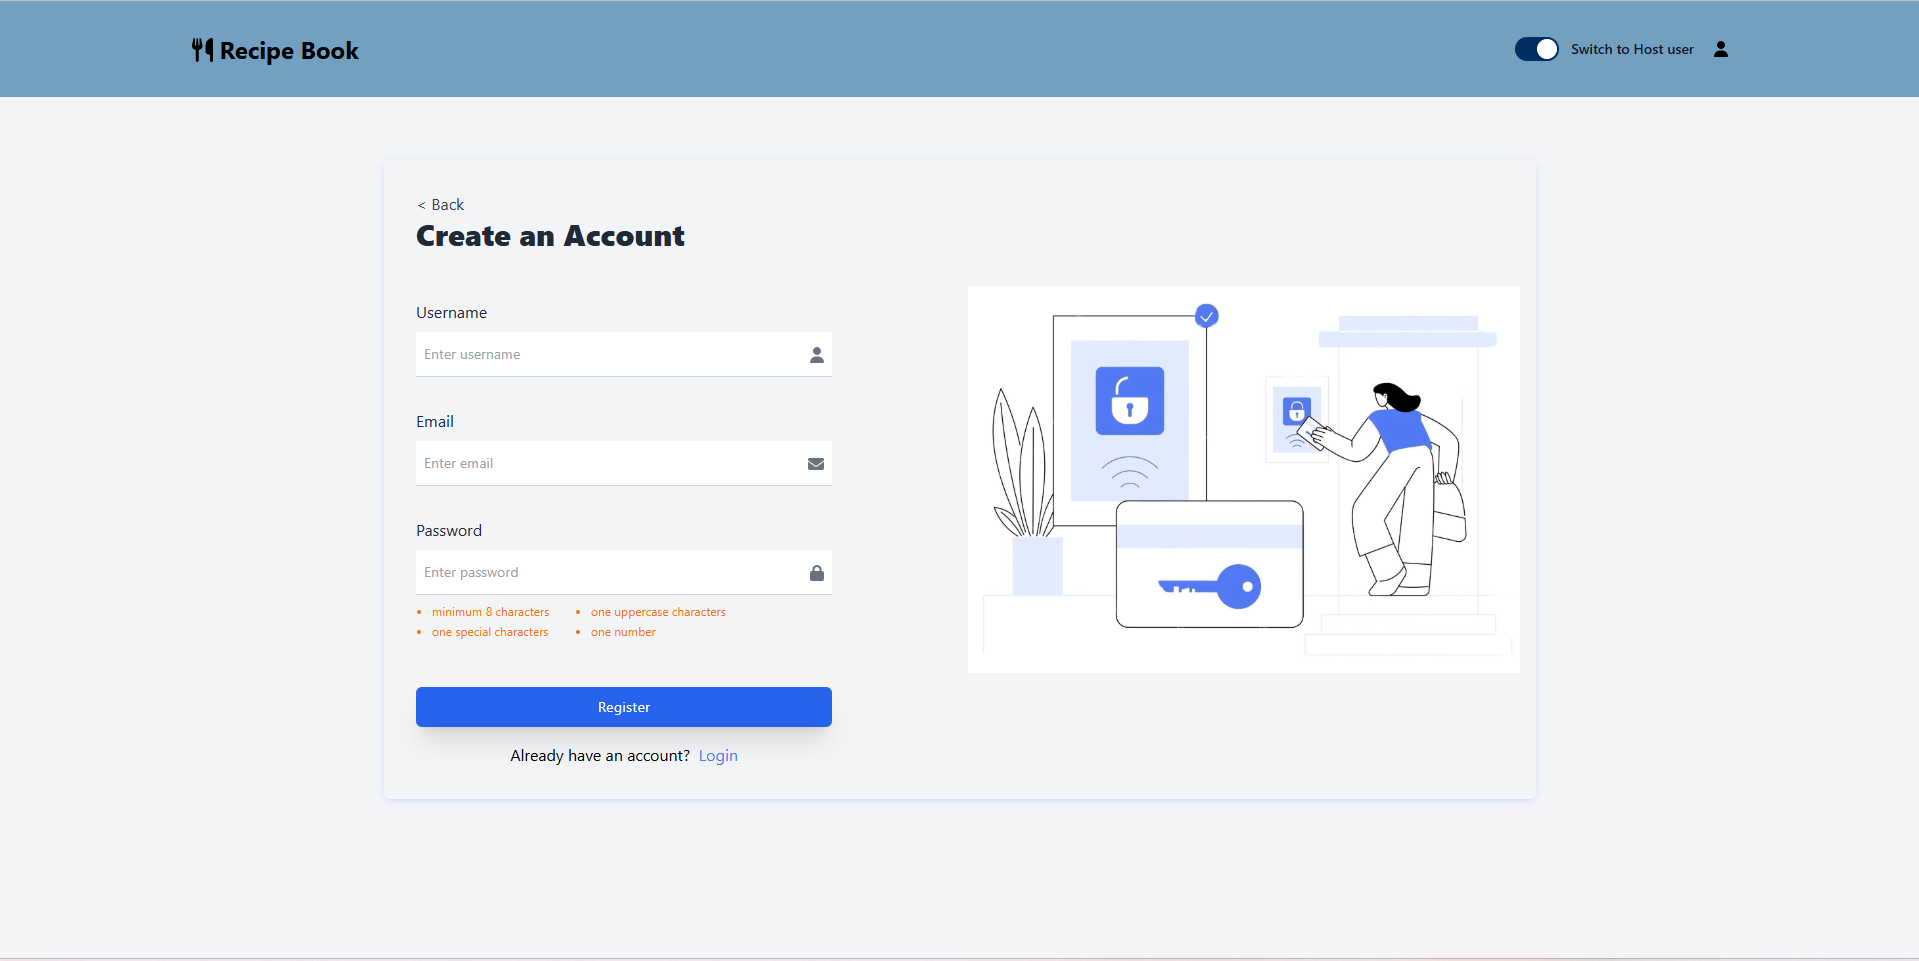 Recipe Book
Switch to Host user
< Back
Create an Account
Username
Enter username
Email
Enter email
Password
Enter password
minimum 8 characters
one uppercase characters
one special characters
one number
Register
Already have an account? Login